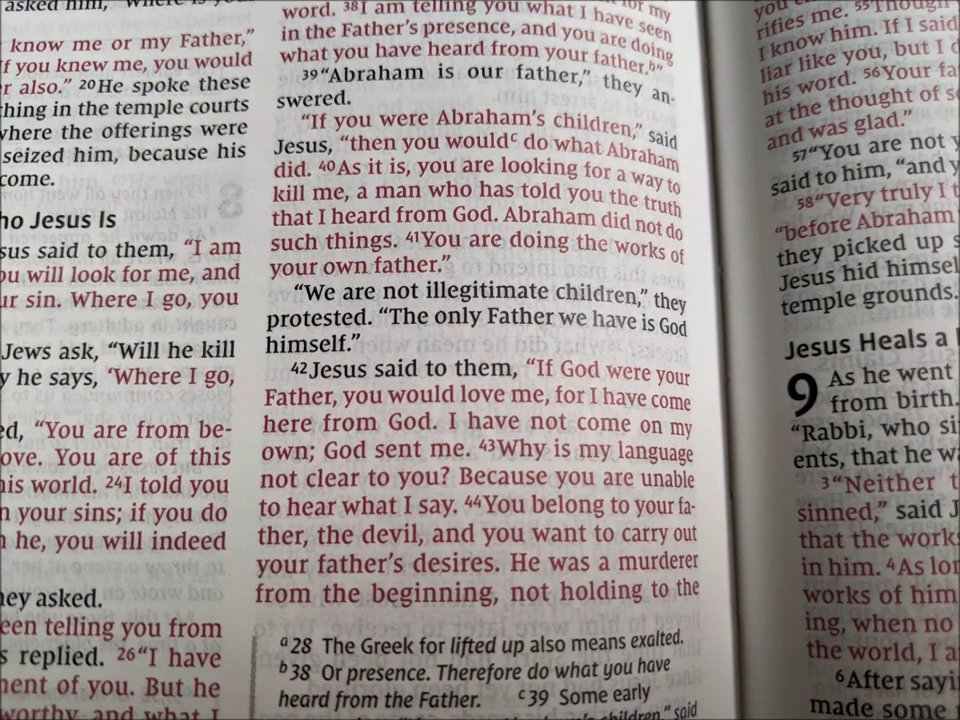 asked him,
know me or my Father,”
f you knew me, you would
r also.” 20He spoke these
hing in the temple courts
where the offerings were
seized him, because his
come.
ho Jesus Is
sus said to them, “I am
ou will look for me, and
ur sin. Where I go, you
Jews ask, “Will he kill
y he says, ‘Where I go,
ed, “You are from be-
ove. You are of this
his world. 24I told you
n your sins; if you do
n he, you will indeed
hey asked.
een telling you from
s replied. 26“I have
ment of you. But he
worthy, and what I
for my
word. 38I am telling you what I have seen
in the Father’s presence, and you are doing
what you have heard from your father.b”
39“Abraham is our father,” they an-
swered.
“If you were Abraham’s children,” said
Jesus, “then you wouldc do what Abraham
did. 40As it is, you are looking for a way to
kill me, a man who has told you the truth
that I heard from God. Abraham did not do
such things. 41You are doing the works of
your own father.”
“We are not illegitimate children,” they
protested. “The only Father we have is God
himself.”
42Jesus said to them, “If God were your
Father, you would love me, for I have come
here from God. I have not come on my
own; God sent me. 43Why is my language
not clear to you? Because you are unable
to hear what I say. 44You belong to your fa-
ther, the devil, and you want to carry out
your father’s desires. He was a murderer
from the beginning, not holding to the
a28 The Greek for lifted up also means exalted.
b38 Or presence. Therefore do what you have
heard from the Father. c39 Some early
children,” said
rifies me. 55Though
I know him. If I said
liar like you, but I d
his word. 56Your fa
at the thought of se
and was glad.”
57“You are not y
said to him, “and y
58“Very truly I t
“before Abraham
they picked up s
Jesus hid himsel
temple grounds.
Jesus Heals a
9 As he went
from birth.
“Rabbi, who si
ents, that he wa
3“Neither t
sinned,” said J
that the work
in him. 4As lon
works of him
ing, when no
the world, I a
6After sayi
made some